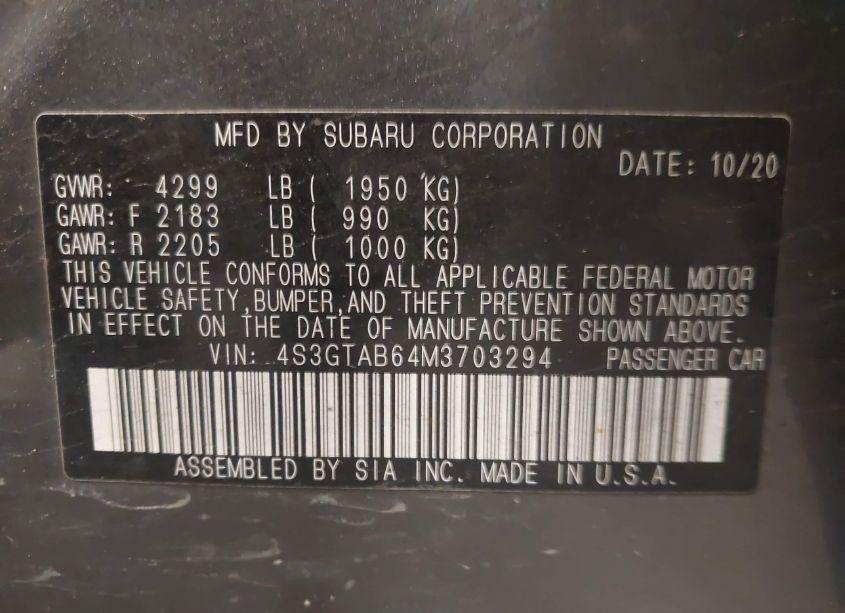 MFD BY SUBARU CORPORATION
DATE: 10/20
GVWR: 4299 LB ( 1950 KG)
GAWR: F 2183 LB ( 990 KG)
GAWR: R 2205 LB ( 1000 KG)
THIS VEHICLE CONFORMS TO ALL APPLICABLE FEDERAL MOTOR
VEHICLE SAFETY,BUMPER,AND THEFT PREVENTION STANDARDS
IN EFFECT ON THE DATE OF MANUFACTURE SHOWN ABOVE.
VIN: 4S3GTAB64M3703294 PASSENGER CAR
ASSEMBLED BY SIA INC. MADE IN U.S.A.